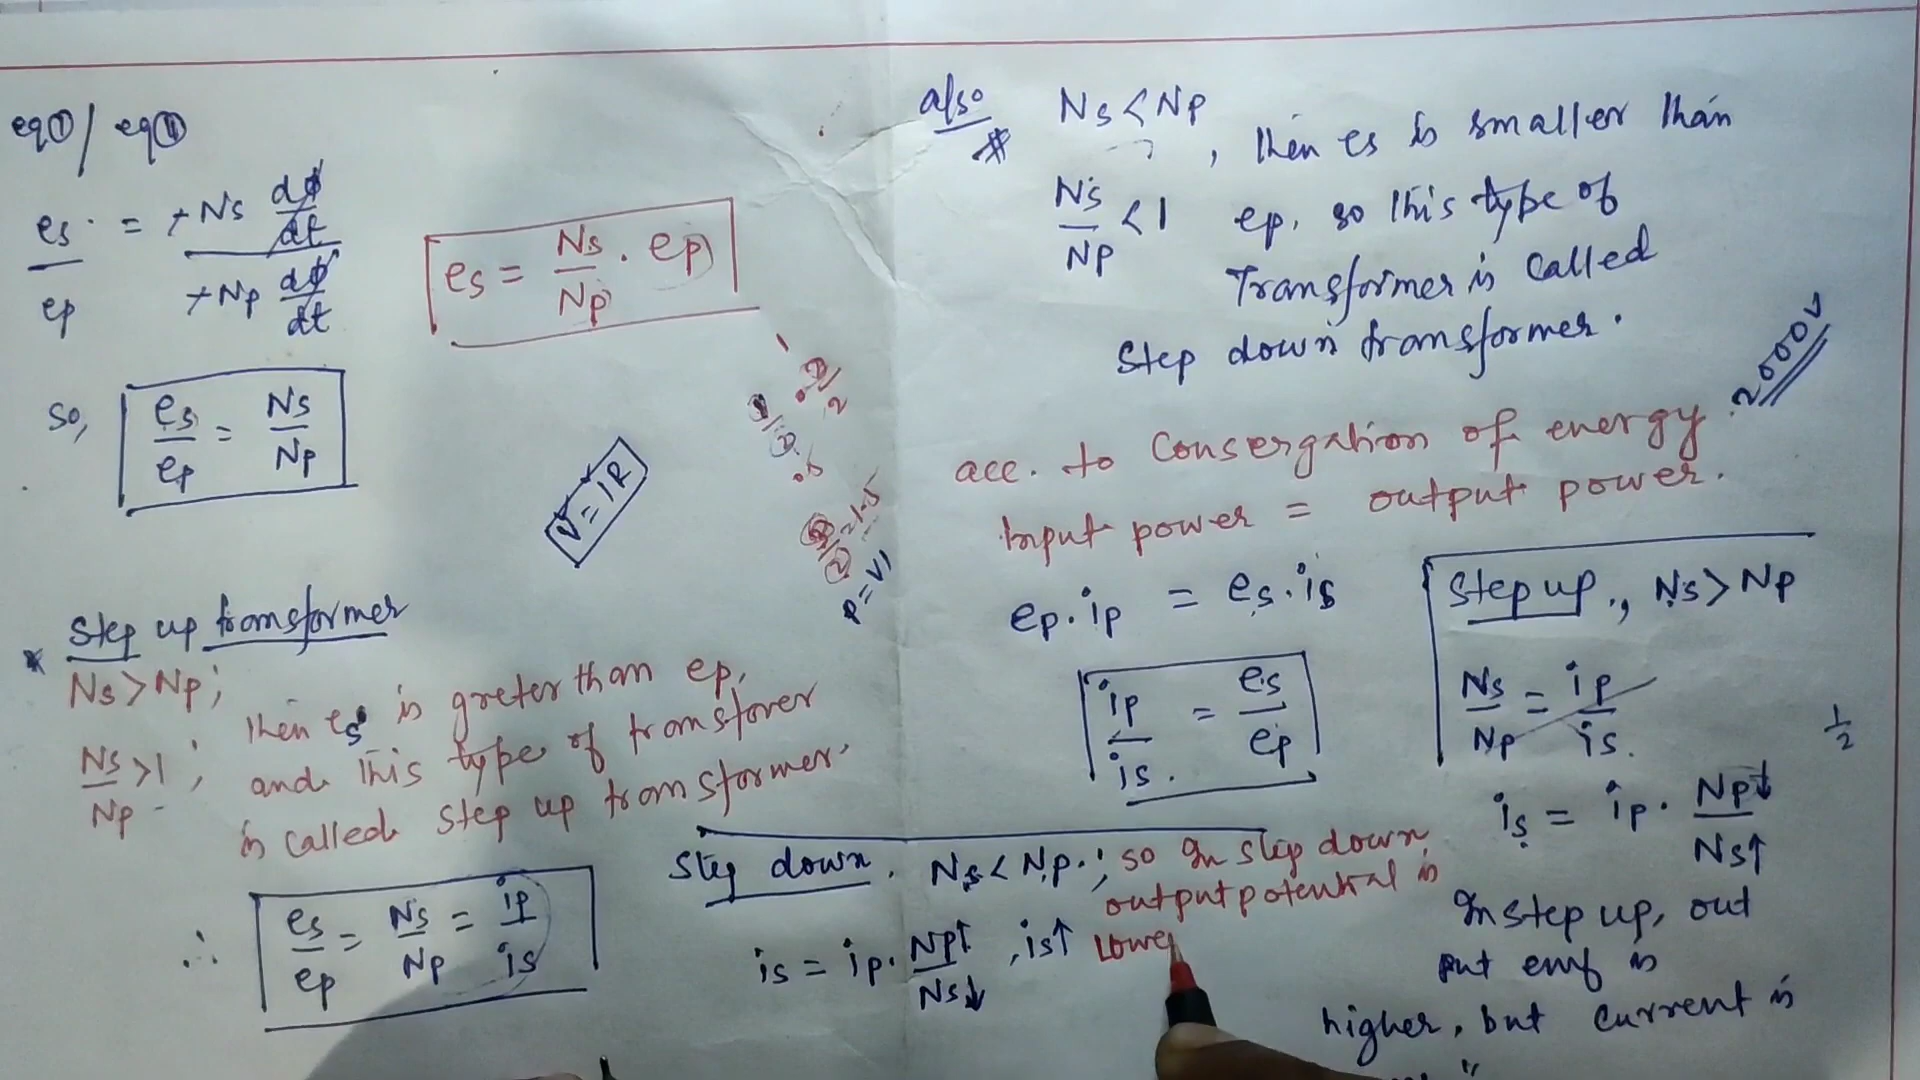 eq① / eq②
es/ep = +Ns dφ/dt / +Np dφ/dt
es = Ns/Np . ep
So, es/ep = Ns/Np
V = IR
P = VI
* Step up transformer
Ns > Np;
Ns/Np > 1; then es is greter than ep,
and this type of transfover
is called step up transformer.
∴ es/ep = Ns/Np = ip/is
also Ns < Np
Ns/Np < 1 , then es is smaller than
ep, so this type of
Transformer is called
Step down transformer.
20000V
acc. to Consergation of energy
Input power = output power.
ep.ip = es.is
ip/is = es/ep
Step up, Ns > Np
Ns/Np = ip/is.
1/2
is = ip . Np↓/Ns↑
In step up, out
put emf is
higher, but current is
Step down. Ns < Np.; so In step down,
output potential is
Lowe
is = ip. Np↑/Ns↓ , is↑